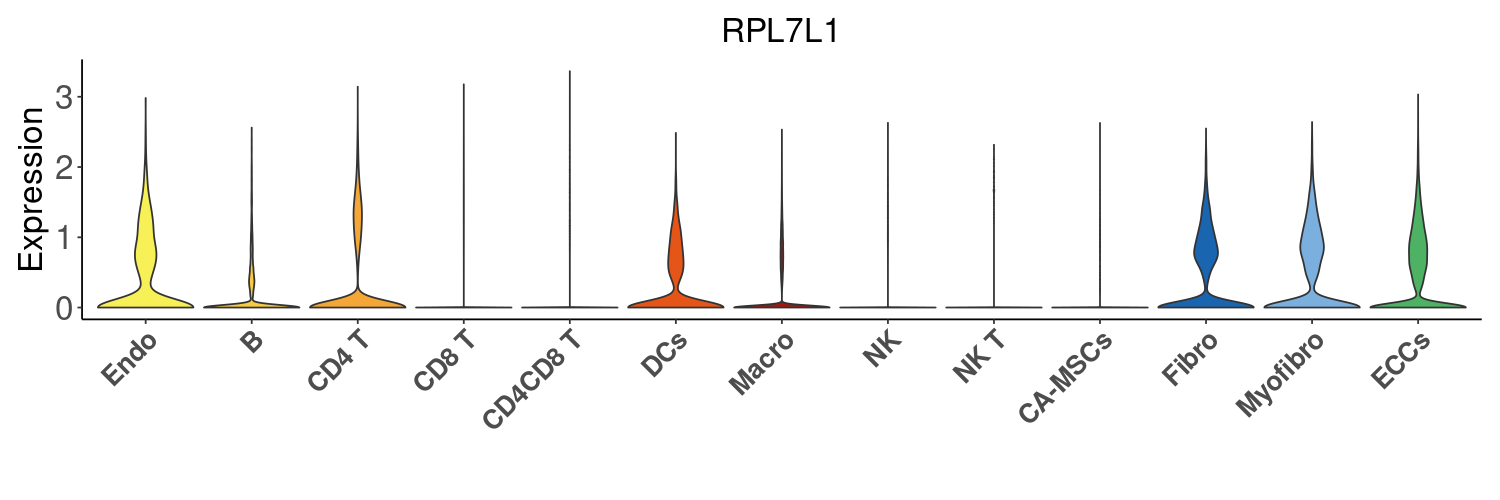 RPL7L1
Expression
3
2
1
0
Endo
B
CD4 T
CD8 T
CD4CD8 T
DCs
Macro
NK
NK T
CA-MSCs
Fibro
Myofibro
ECCs